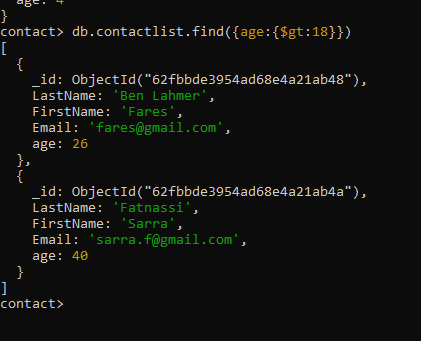 age: 4
}
contact> db.contactlist.find({age:{$gt:18}})
[
  {
    _id: ObjectId("62fbbde3954ad68e4a21ab48"),
    LastName: 'Ben Lahmer',
    FirstName: 'Fares',
    Email: 'fares@gmail.com',
    age: 26
  },
  {
    _id: ObjectId("62fbbde3954ad68e4a21ab4a"),
    LastName: 'Fatnassi',
    FirstName: 'Sarra',
    Email: 'sarra.f@gmail.com',
    age: 40
  }
]
contact>